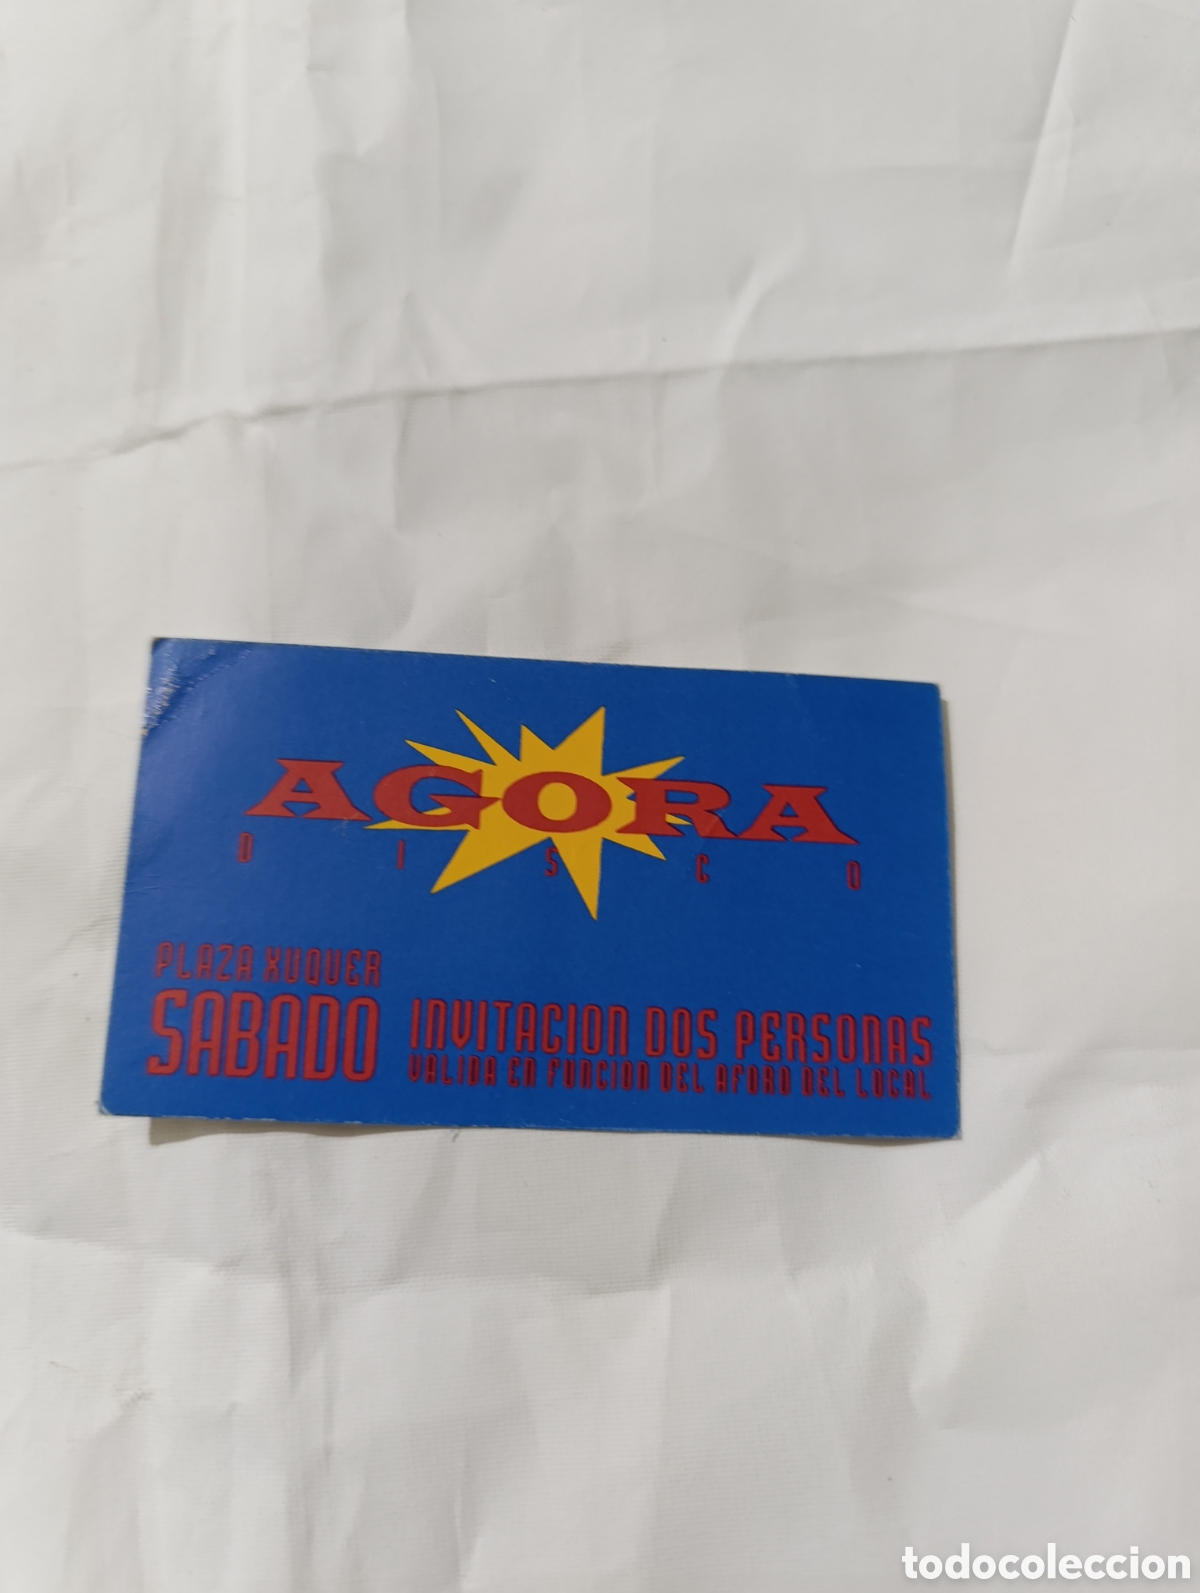 AGORA
DISCO
PLAZA XUQUER
SABADO
INVITACION DOS PERSONAS
VALIDA EN FUNCION DEL AFORO DEL LOCAL
todocoleccion